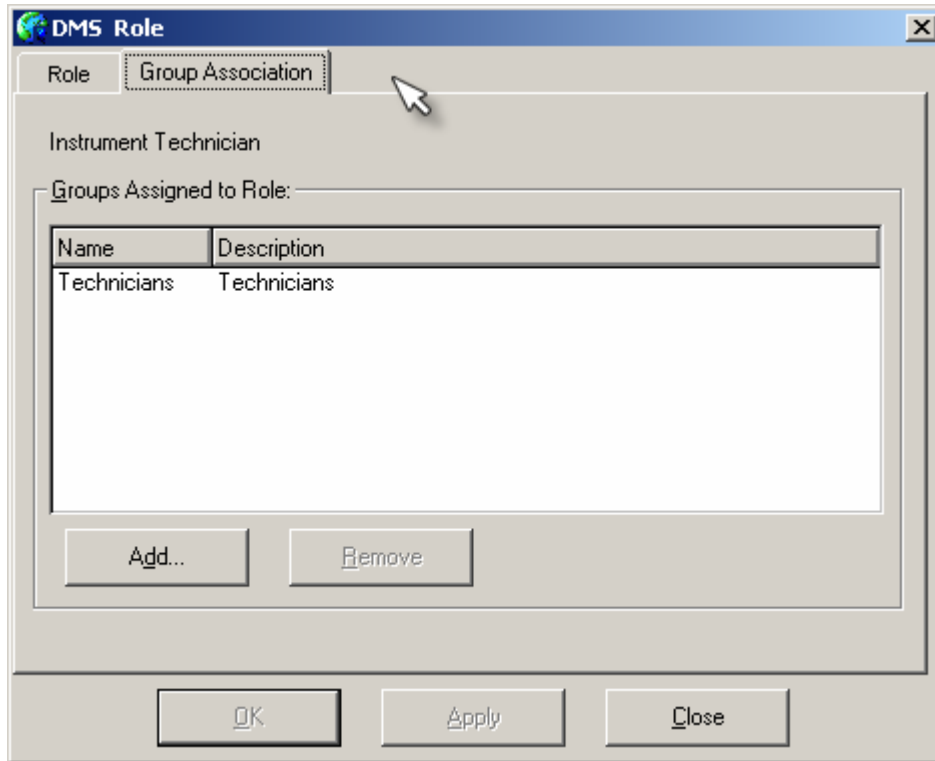 DMS Role
Role Group Association
Instrument Technician
Groups Assigned to Role:
Name Description
Technicians Technicians
Add... Remove
OK Apply Close